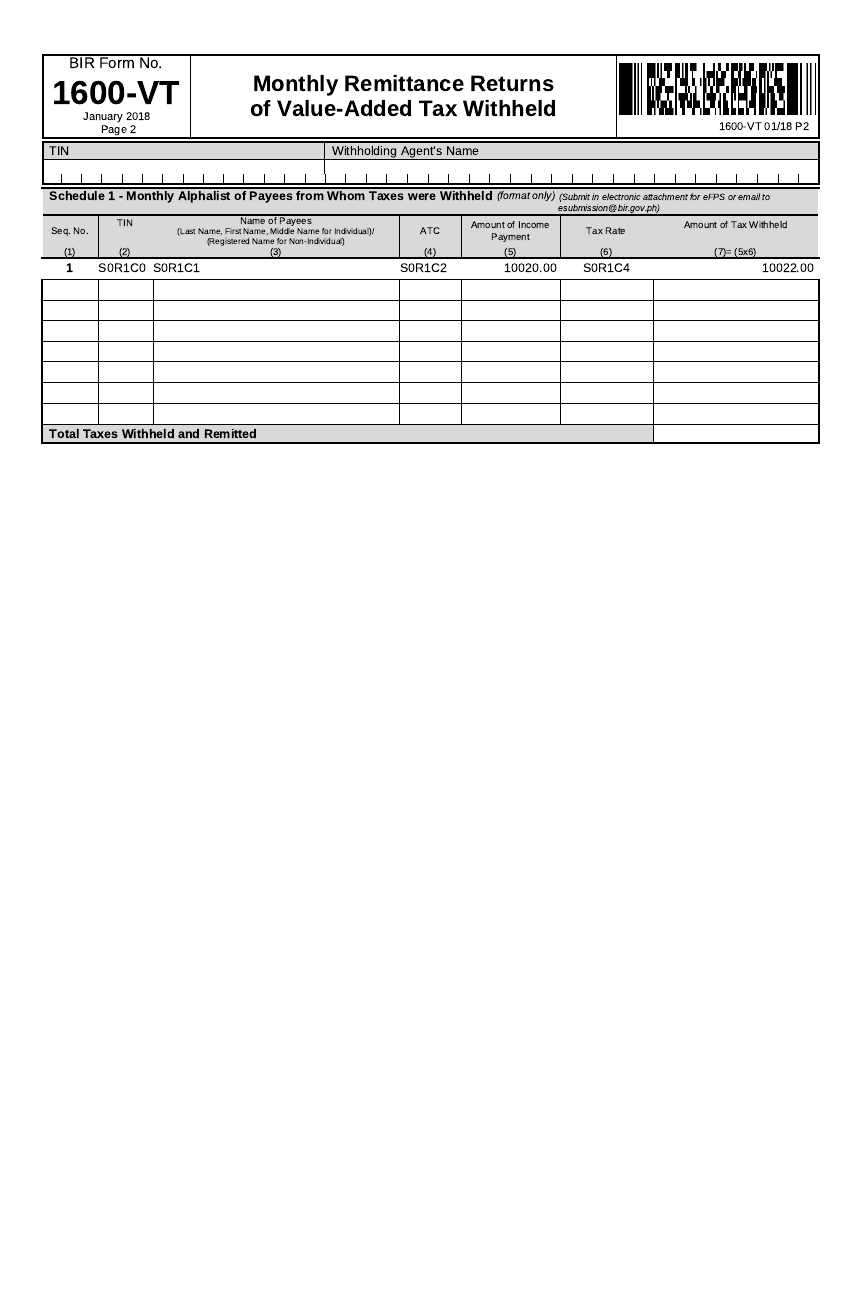 BIR Form No.
1600-VT
January 2018
Page 2
Monthly Remittance Returns
of Value-Added Tax Withheld
1600-VT 01/18 P2
TIN
Withholding Agent's Name
Schedule 1 - Monthly Alphalist of Payees from Whom Taxes were Withheld (format only) (Submit in electronic attachment for eFPS or email to
esubmission@bir.gov.ph)
Seq. No.
(1)
TIN
(2)
Name of Payees
(Last Name, First Name, Middle Name for Individual)/
(Registered Name for Non-Individual)
(3)
ATC
(4)
Amount of Income
Payment
(5)
Tax Rate
(6)
Amount of Tax Withheld
(7)= (5x6)
1 S0R1C0 S0R1C1 S0R1C2 10020.00 S0R1C4 10022.00
Total Taxes Withheld and Remitted